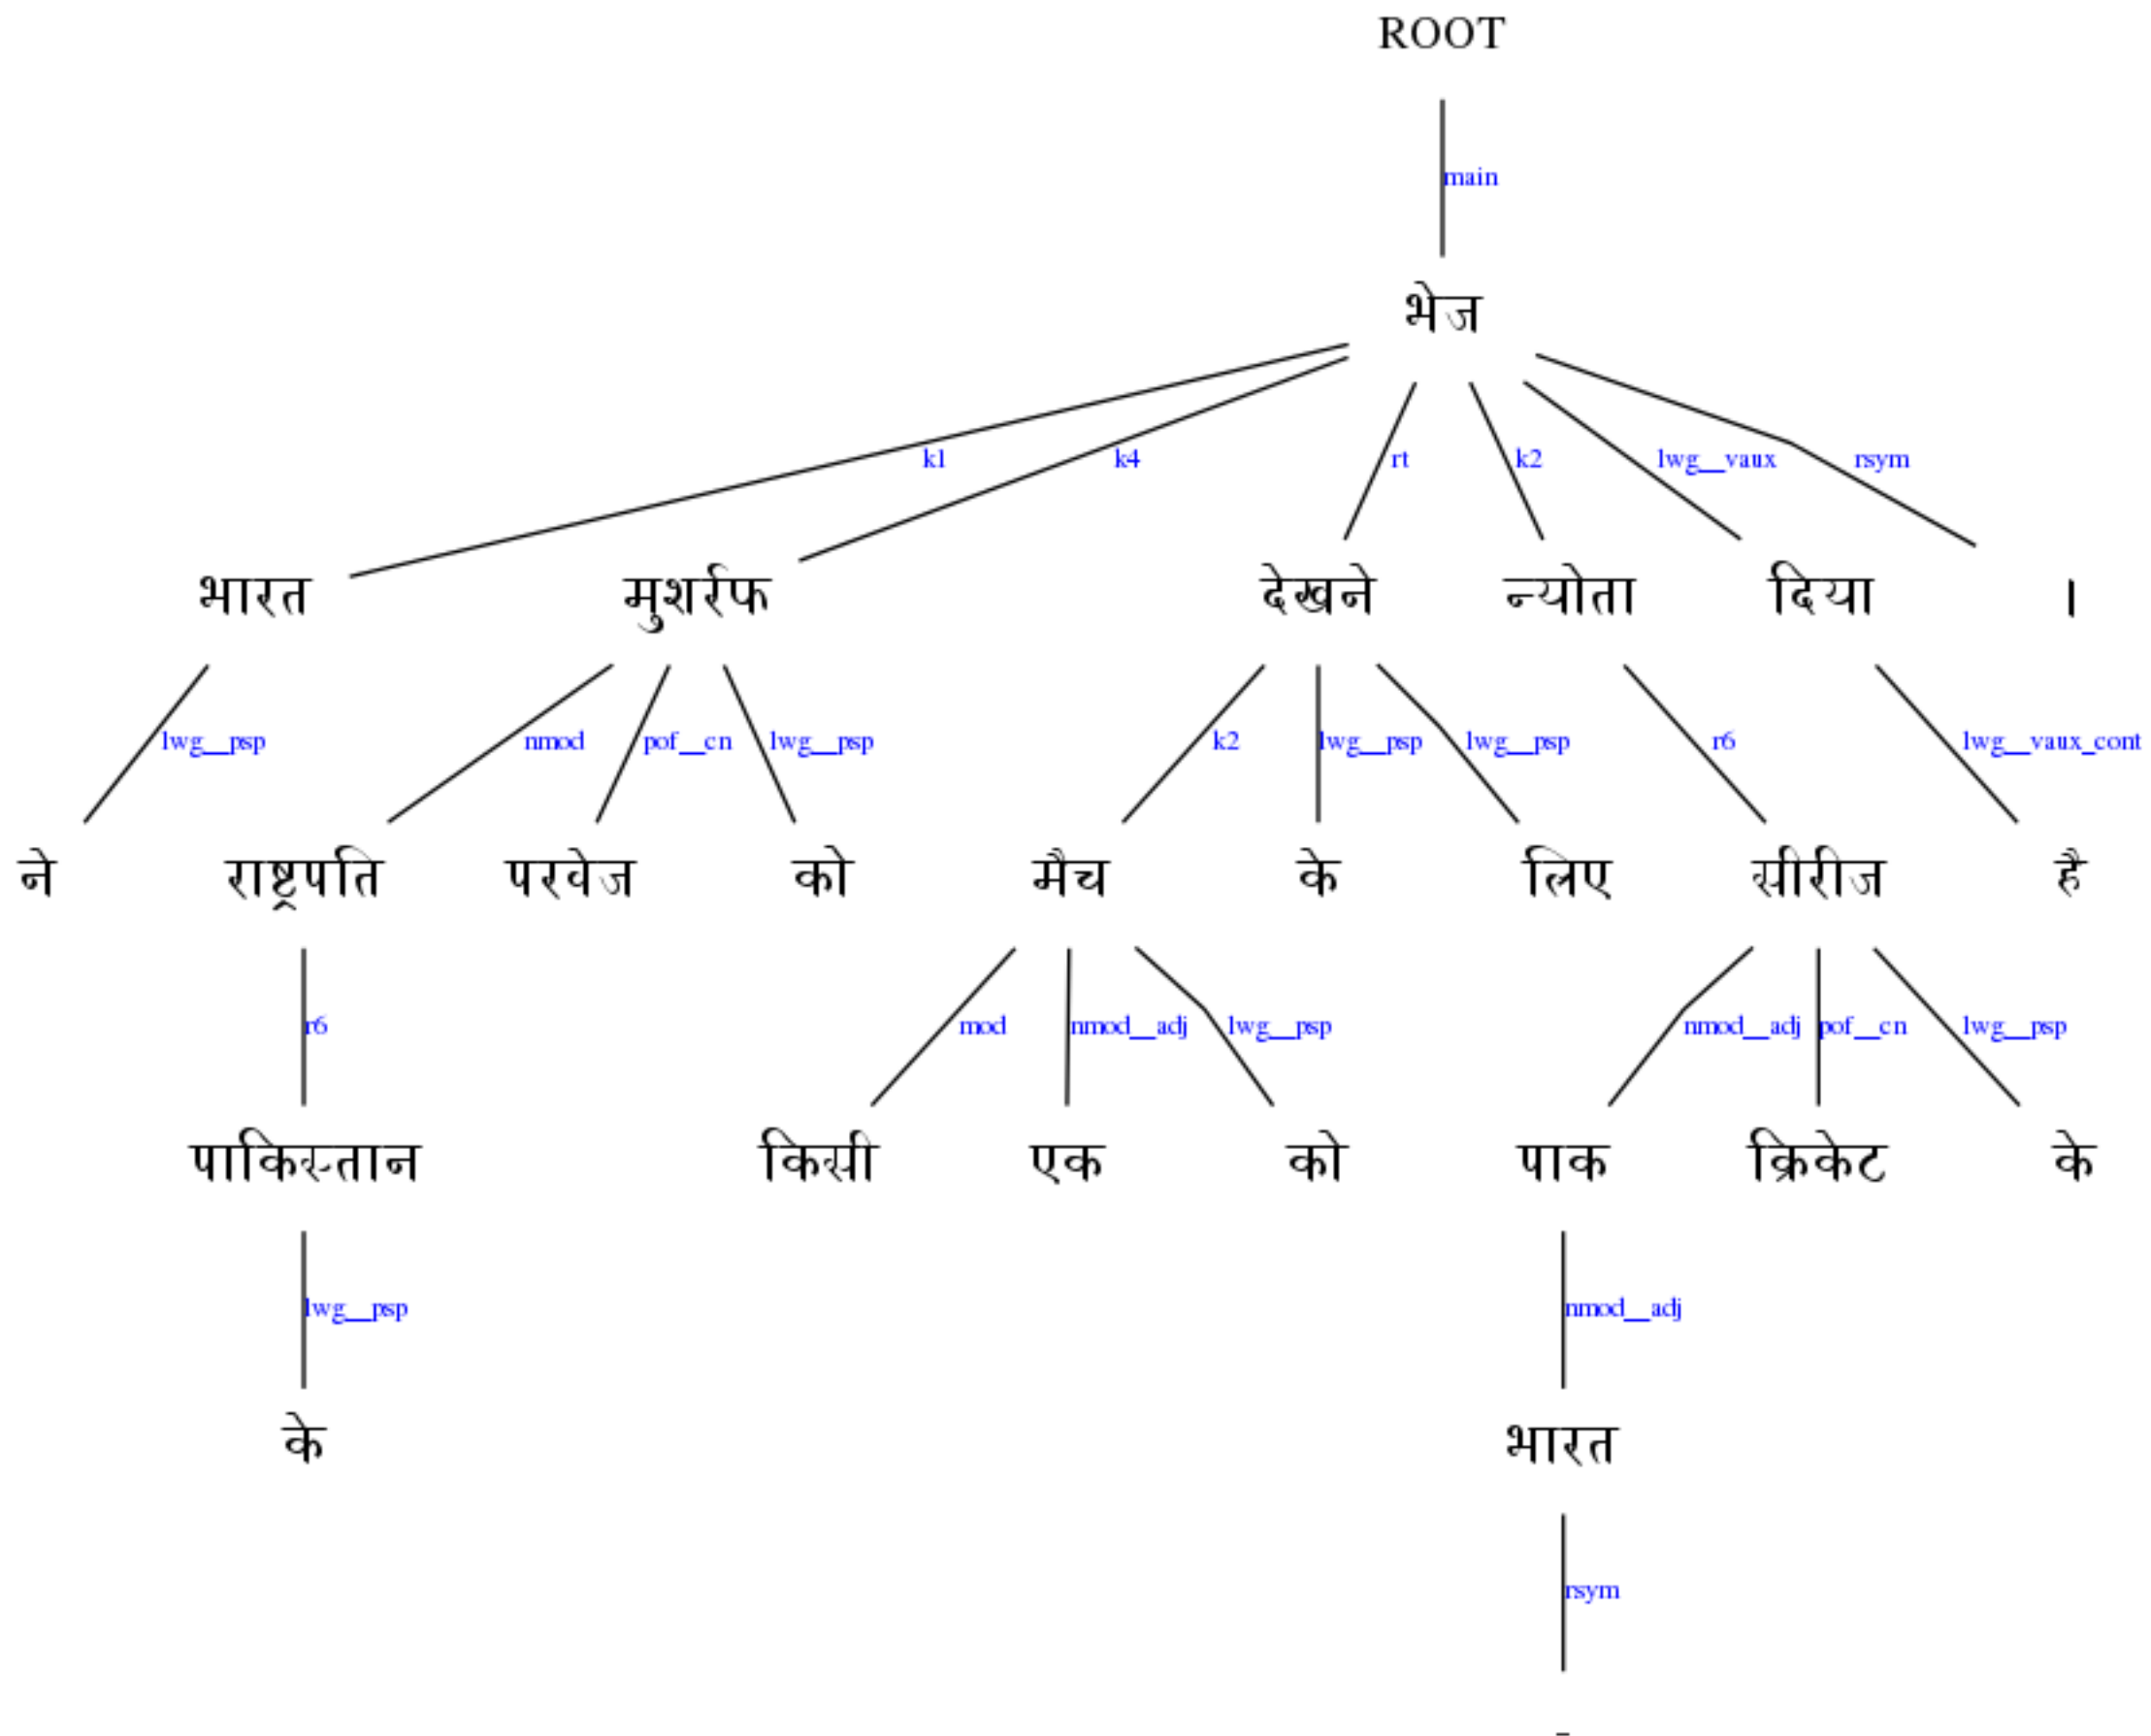 ROOT
main
भेज
k1 k4 rt k2 lwg__vaux rsym
भारत मुशर्रफ देखने न्योता दिया ।
lwg__psp nmod pof__cn lwg__psp k2 lwg__psp lwg__psp r6 lwg__vaux_cont
ने राष्ट्रपति परवेज को मैच के लिए सीरीज है
r6 mod nmod__adj lwg__psp nmod__adj pof__cn lwg__psp
पाकिस्तान किसी एक को पाक क्रिकेट के
lwg__psp nmod__adj
के भारत
rsym
-